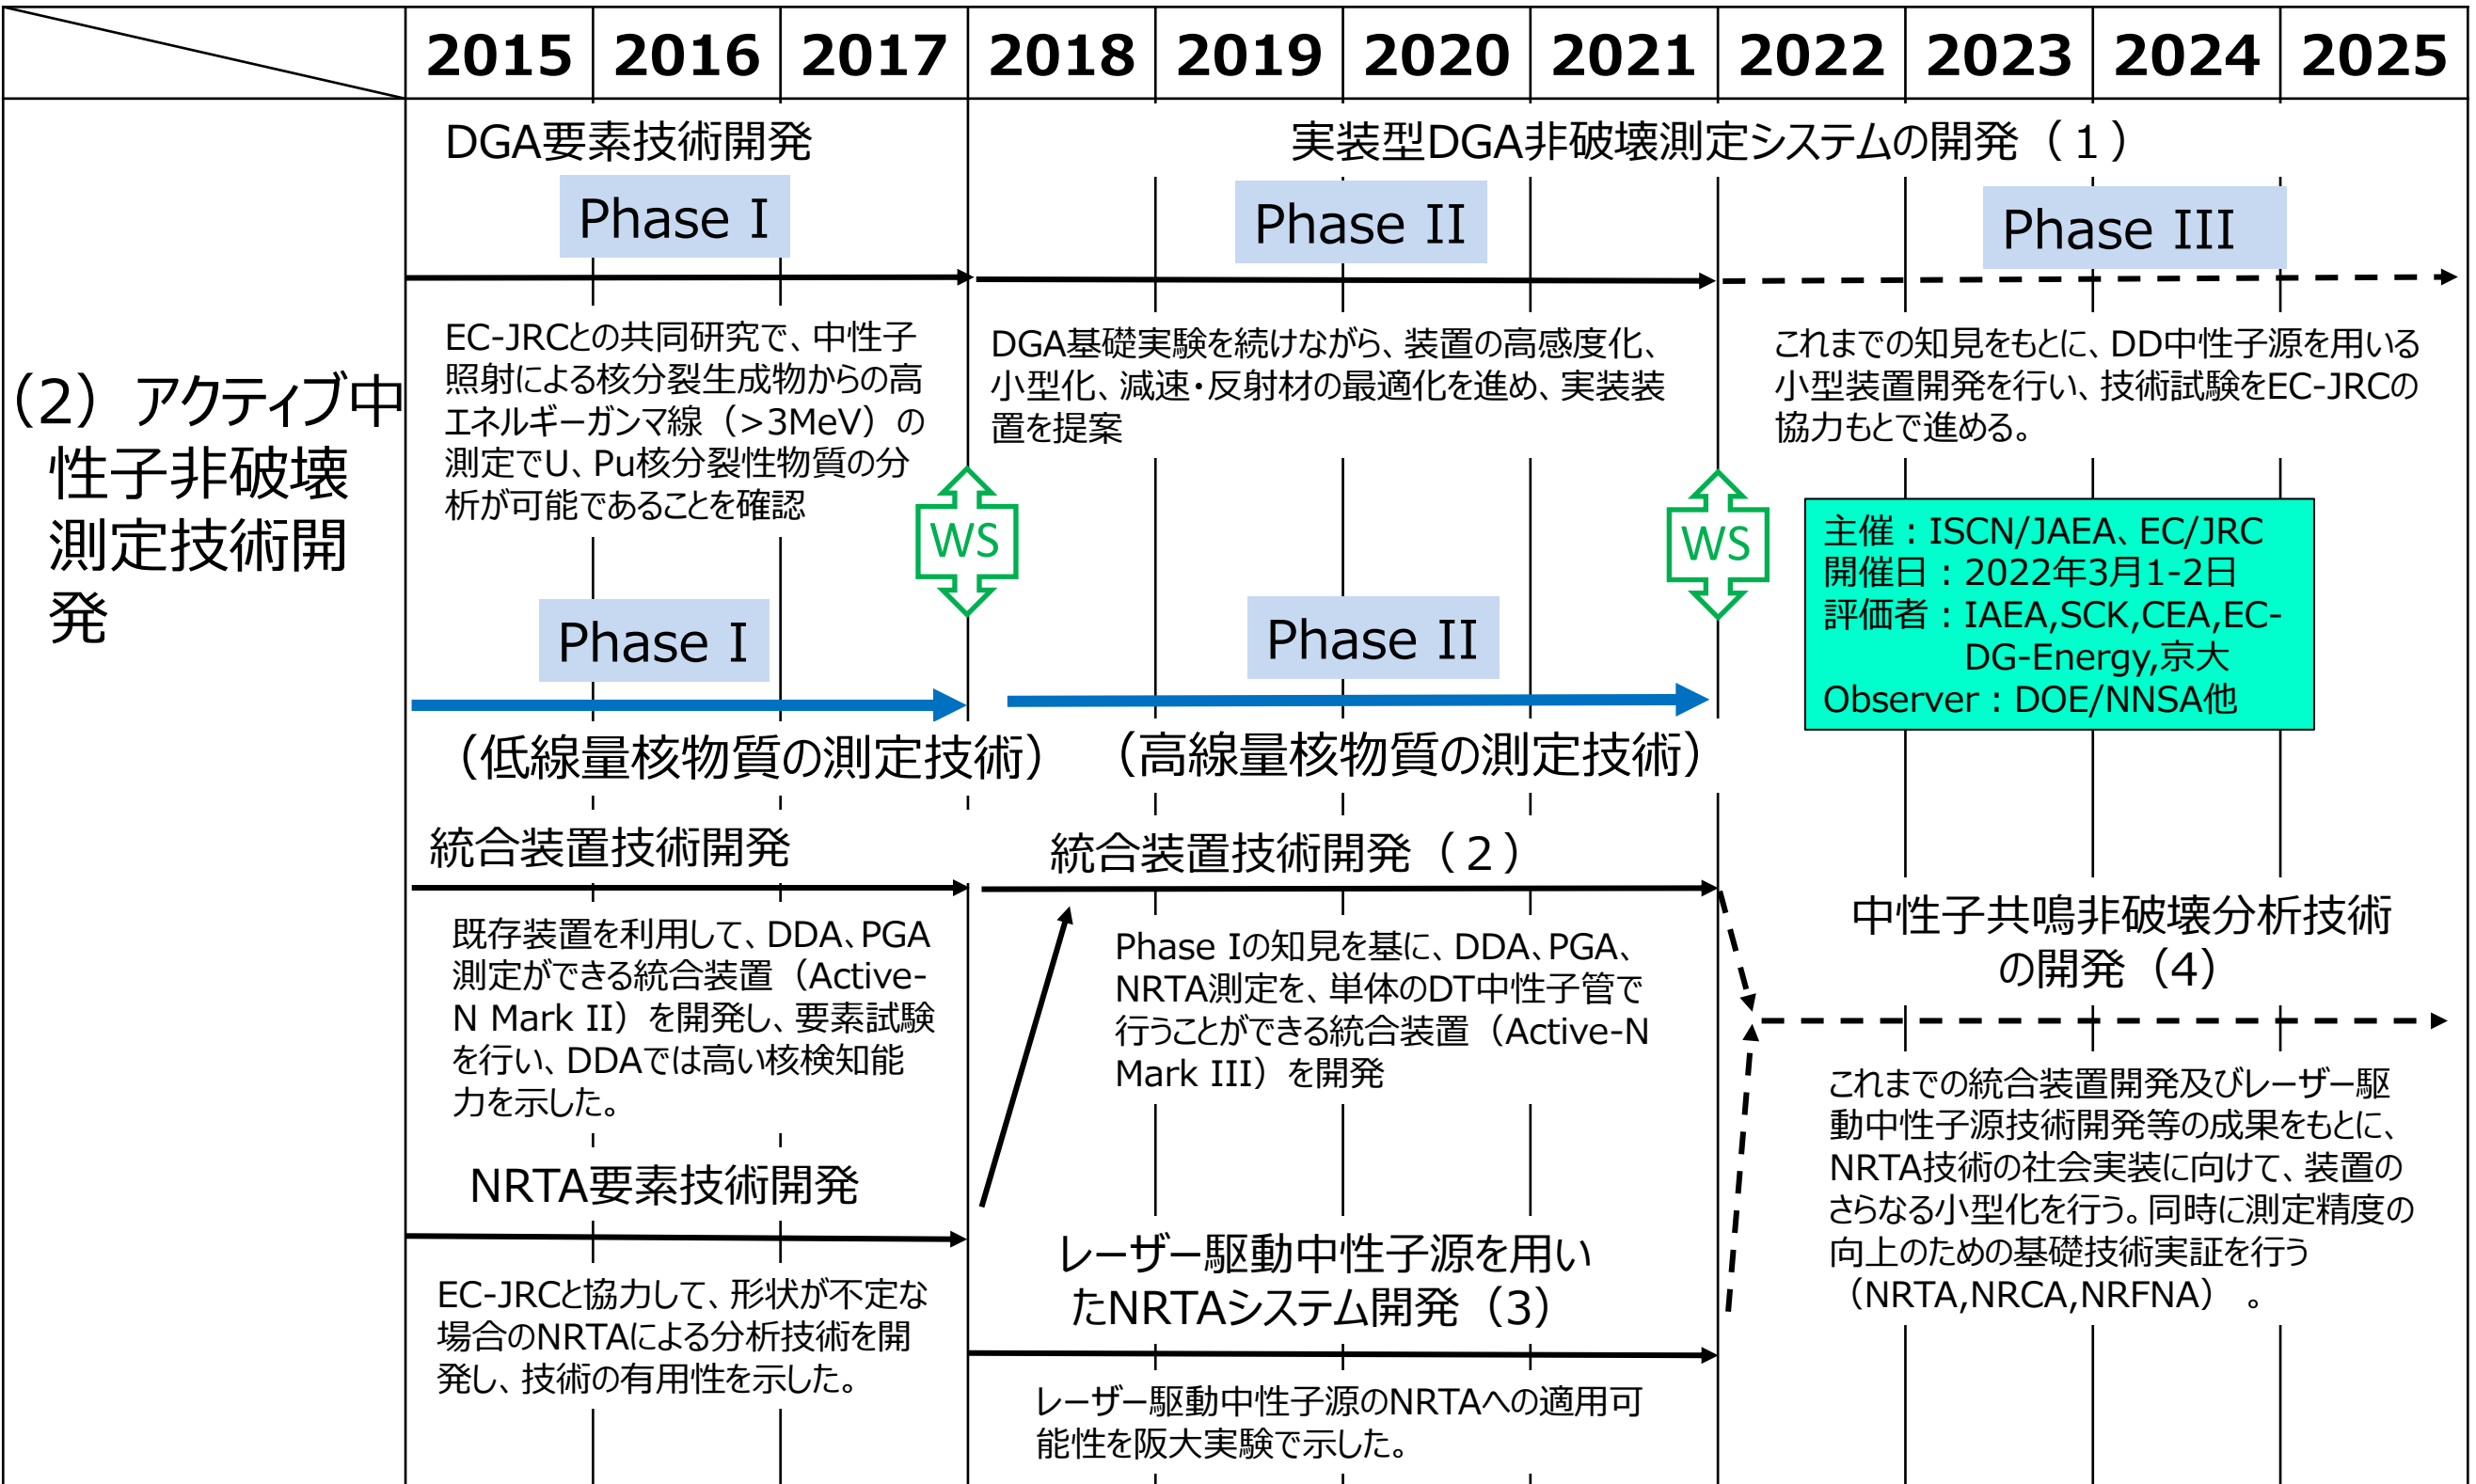 2015 2016 2017 2018 2019 2020 2021 2022 2023 2024 2025
(2) アクティブ中
性子非破壊
測定技術開
発
DGA要素技術開発
Phase I
EC-JRCとの共同研究で、中性子
照射による核分裂生成物からの高
エネルギーガンマ線（>3MeV）の
測定でU、Pu核分裂性物質の分
析が可能であることを確認
実装型DGA非破壊測定システムの開発（１）
Phase II
DGA基礎実験を続けながら、装置の高感度化、
小型化、減速・反射材の最適化を進め、実装装
置を提案
Phase III
これまでの知見をもとに、DD中性子源を用いる
小型装置開発を行い、技術試験をEC-JRCの
協力もとで進める。
WS
WS
主催：ISCN/JAEA、EC/JRC
開催日：2022年3月1-2日
評価者：IAEA,SCK,CEA,EC-
DG-Energy,京大
Observer：DOE/NNSA他
Phase I
（低線量核物質の測定技術）
Phase II
（高線量核物質の測定技術）
統合装置技術開発
既存装置を利用して、DDA、PGA
測定ができる統合装置（Active-
N Mark II）を開発し、要素試験
を行い、DDAでは高い核検知能
力を示した。
統合装置技術開発（２）
Phase Iの知見を基に、DDA、PGA、
NRTA測定を、単体のDT中性子管で
行うことができる統合装置（Active-N
Mark III）を開発
NRTA要素技術開発
EC-JRCと協力して、形状が不定な
場合のNRTAによる分析技術を開
発し、技術の有用性を示した。
レーザー駆動中性子源を用い
たNRTAシステム開発（3）
レーザー駆動中性子源のNRTAへの適用可
能性を阪大実験で示した。
中性子共鳴非破壊分析技術
の開発（4）
これまでの統合装置開発及びレーザー駆
動中性子源技術開発等の成果をもとに、
NRTA技術の社会実装に向けて、装置の
さらなる小型化を行う。同時に測定精度の
向上のための基礎技術実証を行う
（NRTA,NRCA,NRFNA） 。